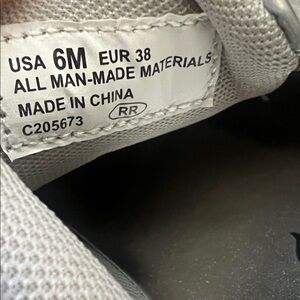 USA 6M EUR 38
ALL MAN-MADE MATERIALS
MADE IN CHINA
C205673 RR